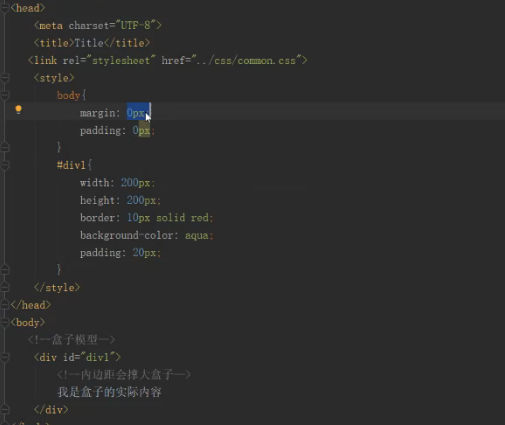 <head>
<meta charset="UTF-8">
<title>Title</title>
<link rel="stylesheet" href="../css/common.css">
<style>
body{
margin: 0px;
padding: 0px;
}
#div1{
width: 200px;
height: 200px;
border: 10px solid red;
background-color: aqua;
padding: 20px;
}
</style>
</head>
<body>
<!--盒子模型-->
<div id="div1">
<!--内边距会撑大盒子-->
我是盒子的实际内容
</div>